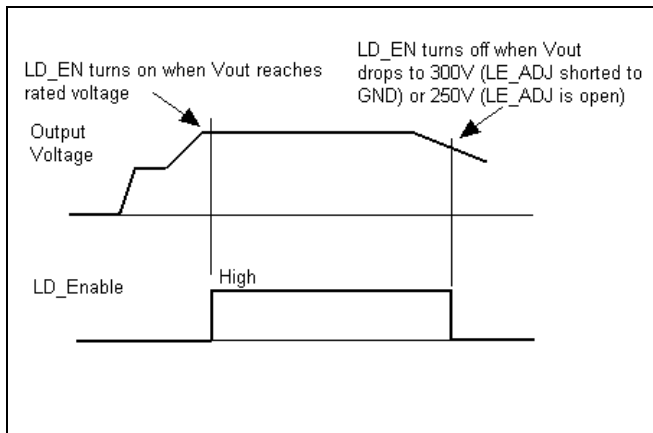 LD_EN turns on when Vout reaches
rated voltage
LD_EN turns off when Vout
drops to 300V (LE_ADJ shorted to
GND) or 250V (LE_ADJ is open)
Output
Voltage
High
LD_Enable